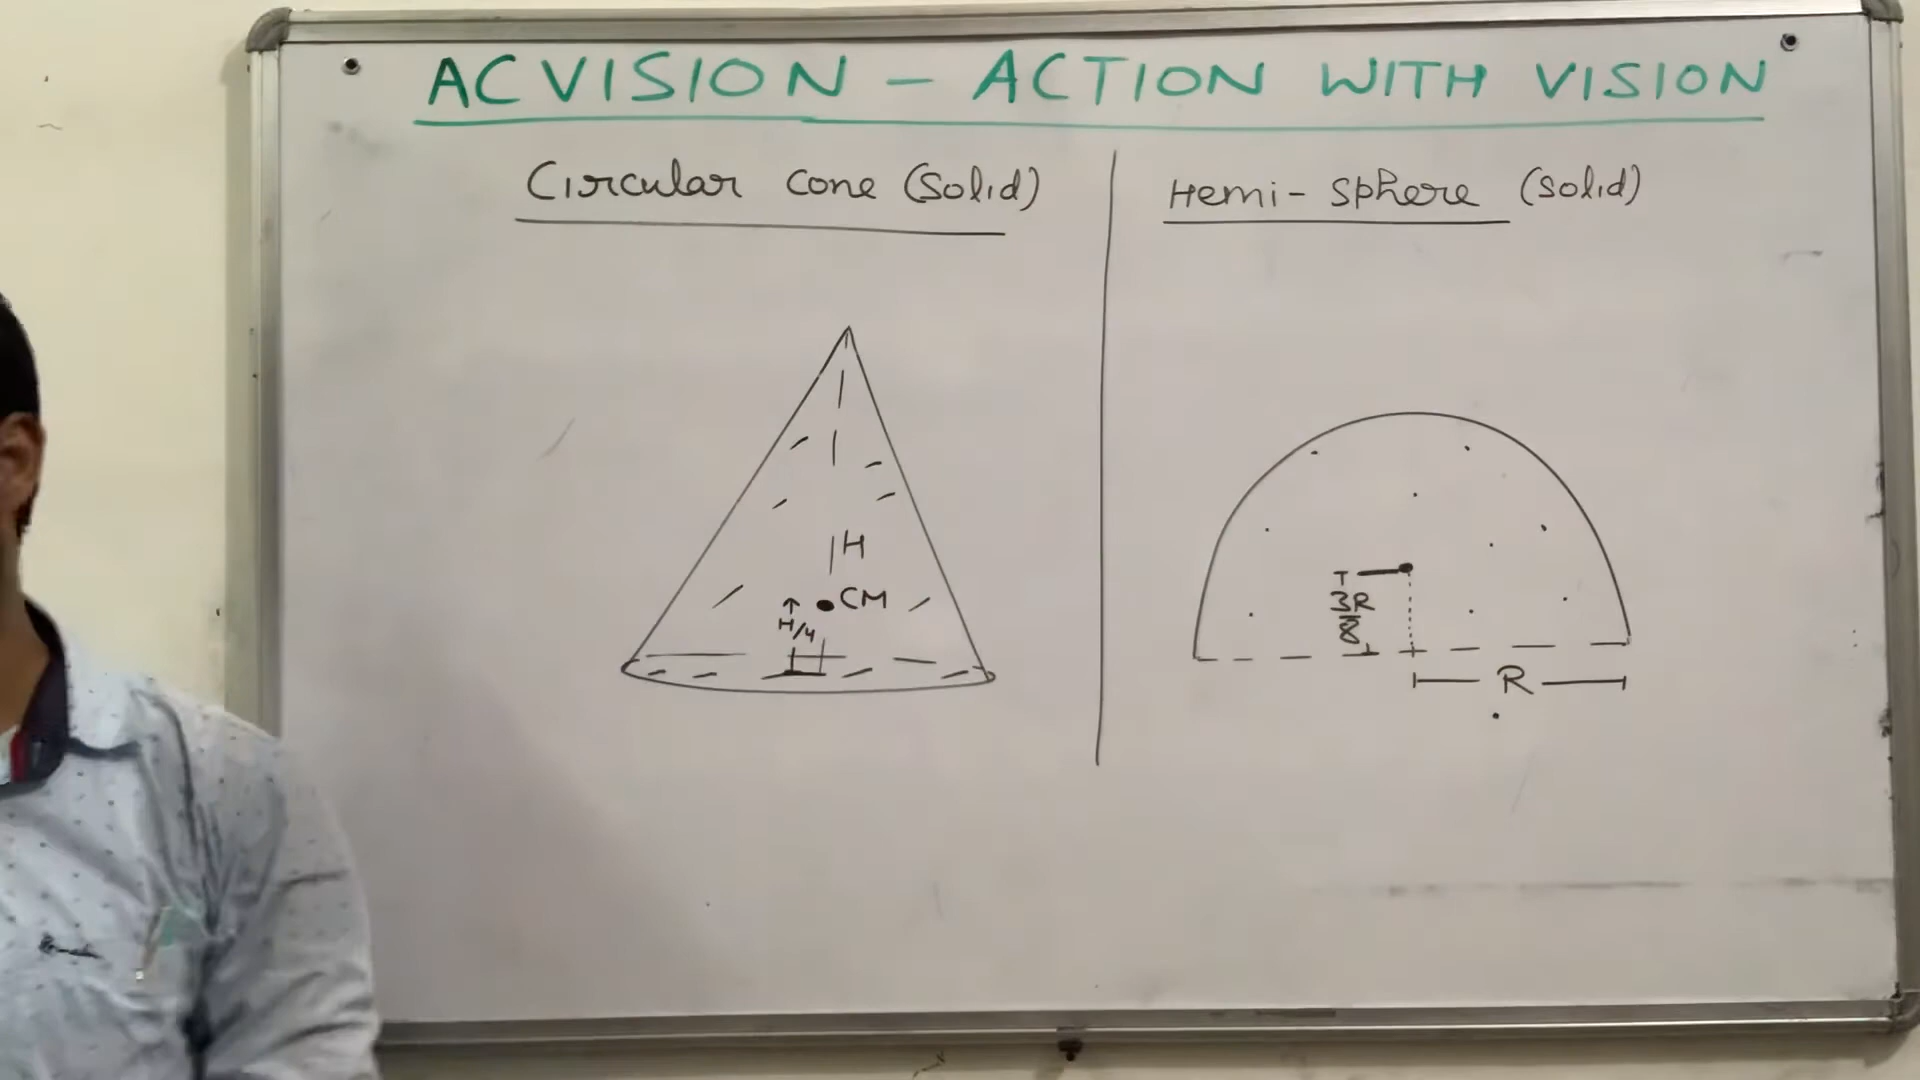 ACVISION - ACTION WITH VISION
Circular cone (Solid)
H
CM
H/4
Hemi-sphere (Solid)
3R
8
R